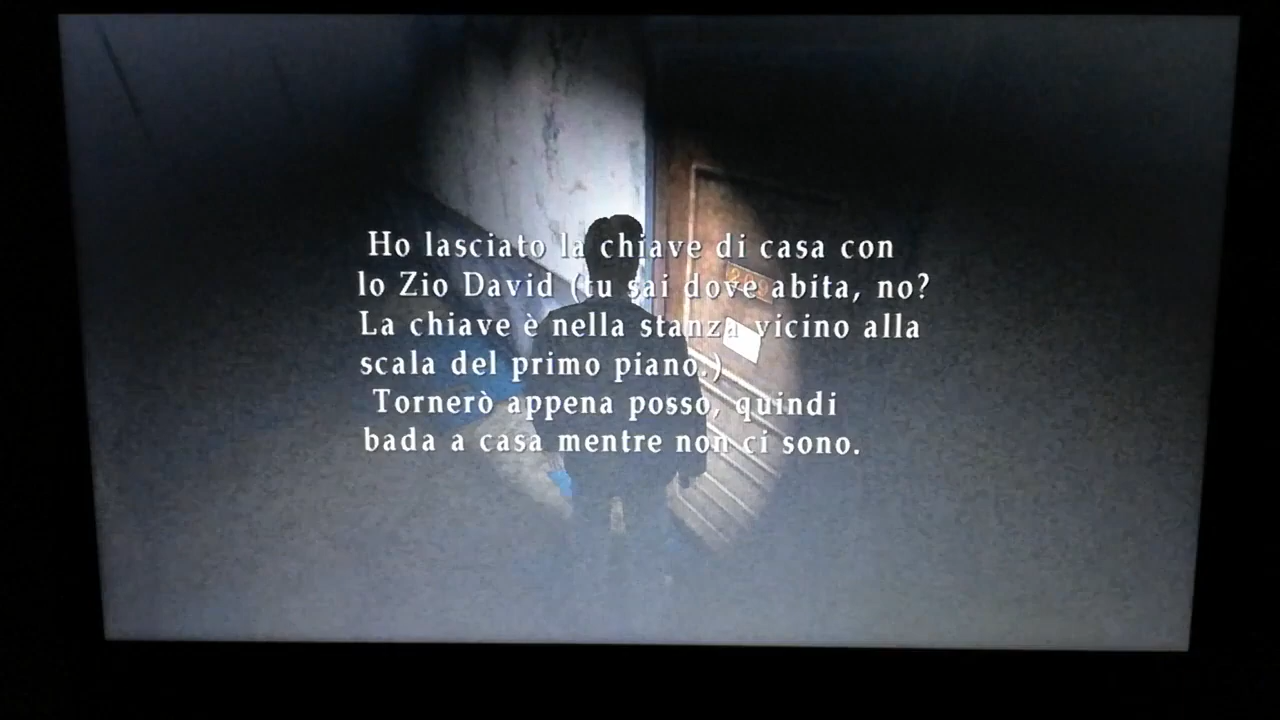 Ho lasciato la chiave di casa con
lo Zio David (tu sai dove abita, no?
La chiave è nella stanza vicino alla
scala del primo piano.)
Tornerò appena posso, quindi
bada a casa mentre non ci sono.